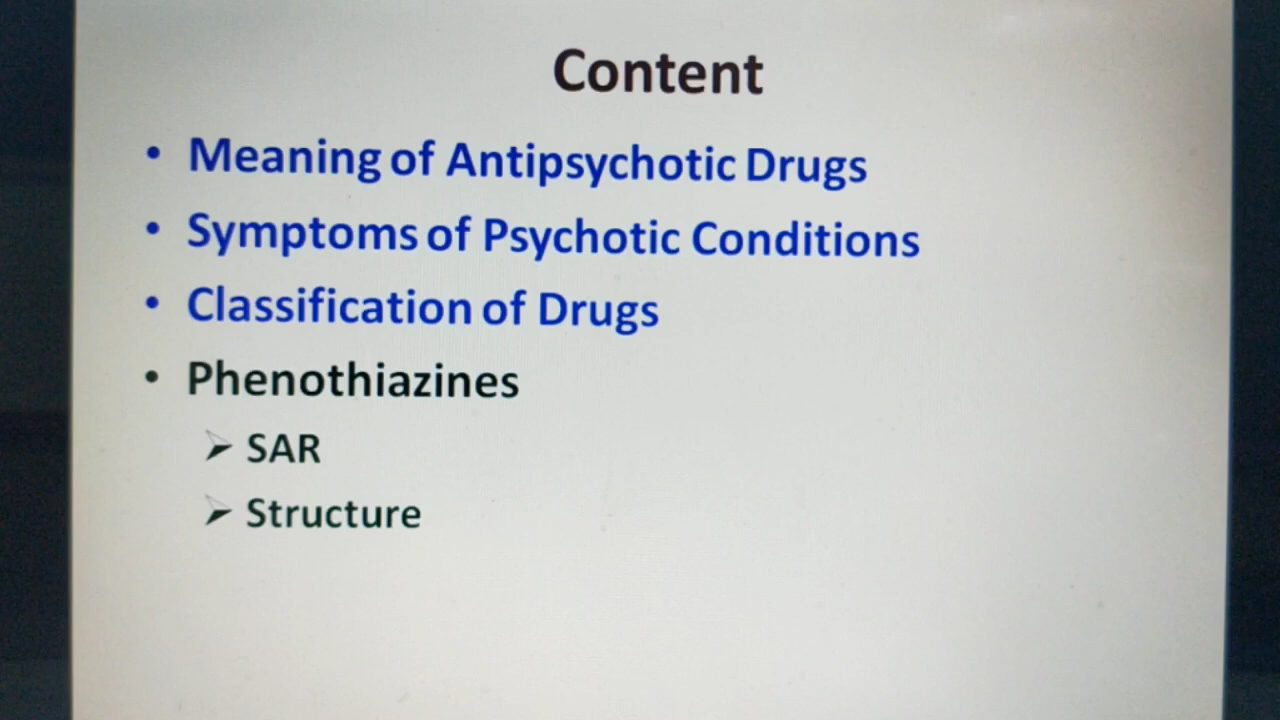 Content
• Meaning of Antipsychotic Drugs
• Symptoms of Psychotic Conditions
• Classification of Drugs
• Phenothiazines
➢ SAR
➢ Structure